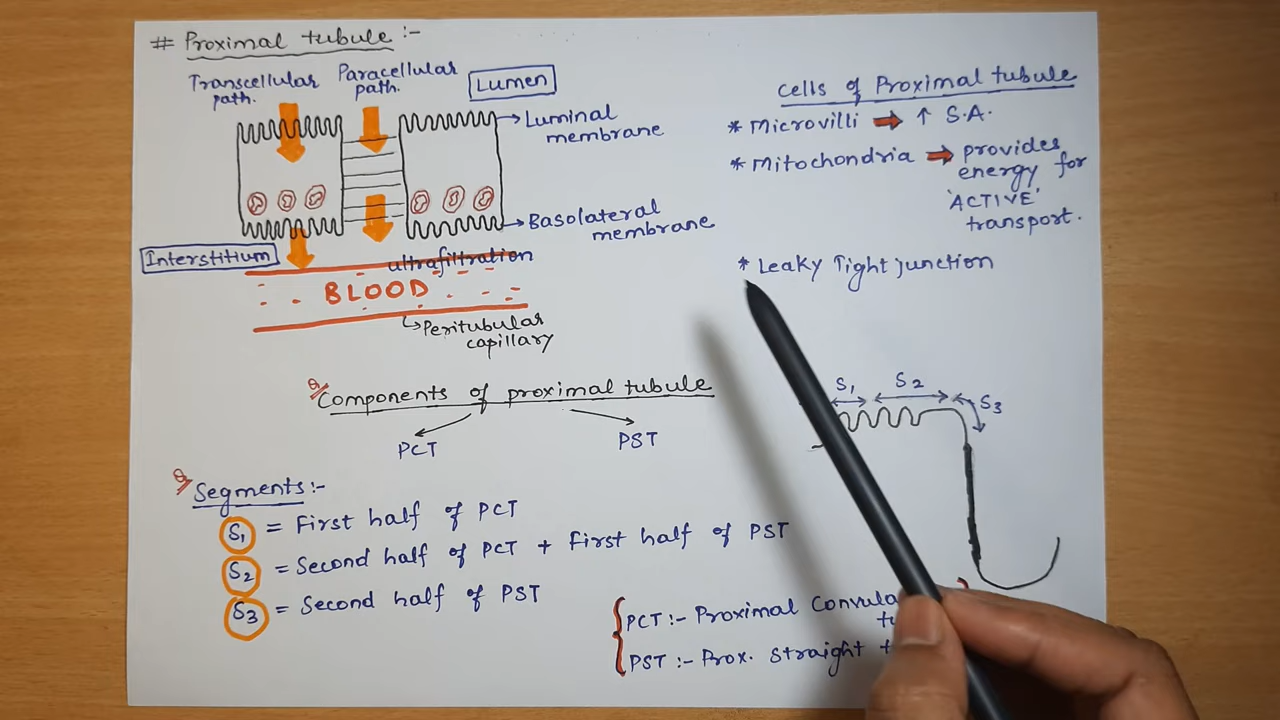 # Proximal tubule :-
Transcellular
path.
Paracellular
path.
Lumen
Luminal
membrane
Basolateral
membrane
Interstitium
ultrafiltration
BLOOD
Peritubular
capillary
Cells of Proximal tubule
* Microvilli → ↑ S.A.
* Mitochondria → provides
energy for
'ACTIVE'
transport.
* Leaky Tight junction
Q Components of proximal tubule
PCT
PST
S1
S2
S3
Q Segments:-
S1 = First half of PCT
S2 = Second half of PCT + First half of PST
S3 = Second half of PST
PCT :- Proximal
PST :- Prox. straight